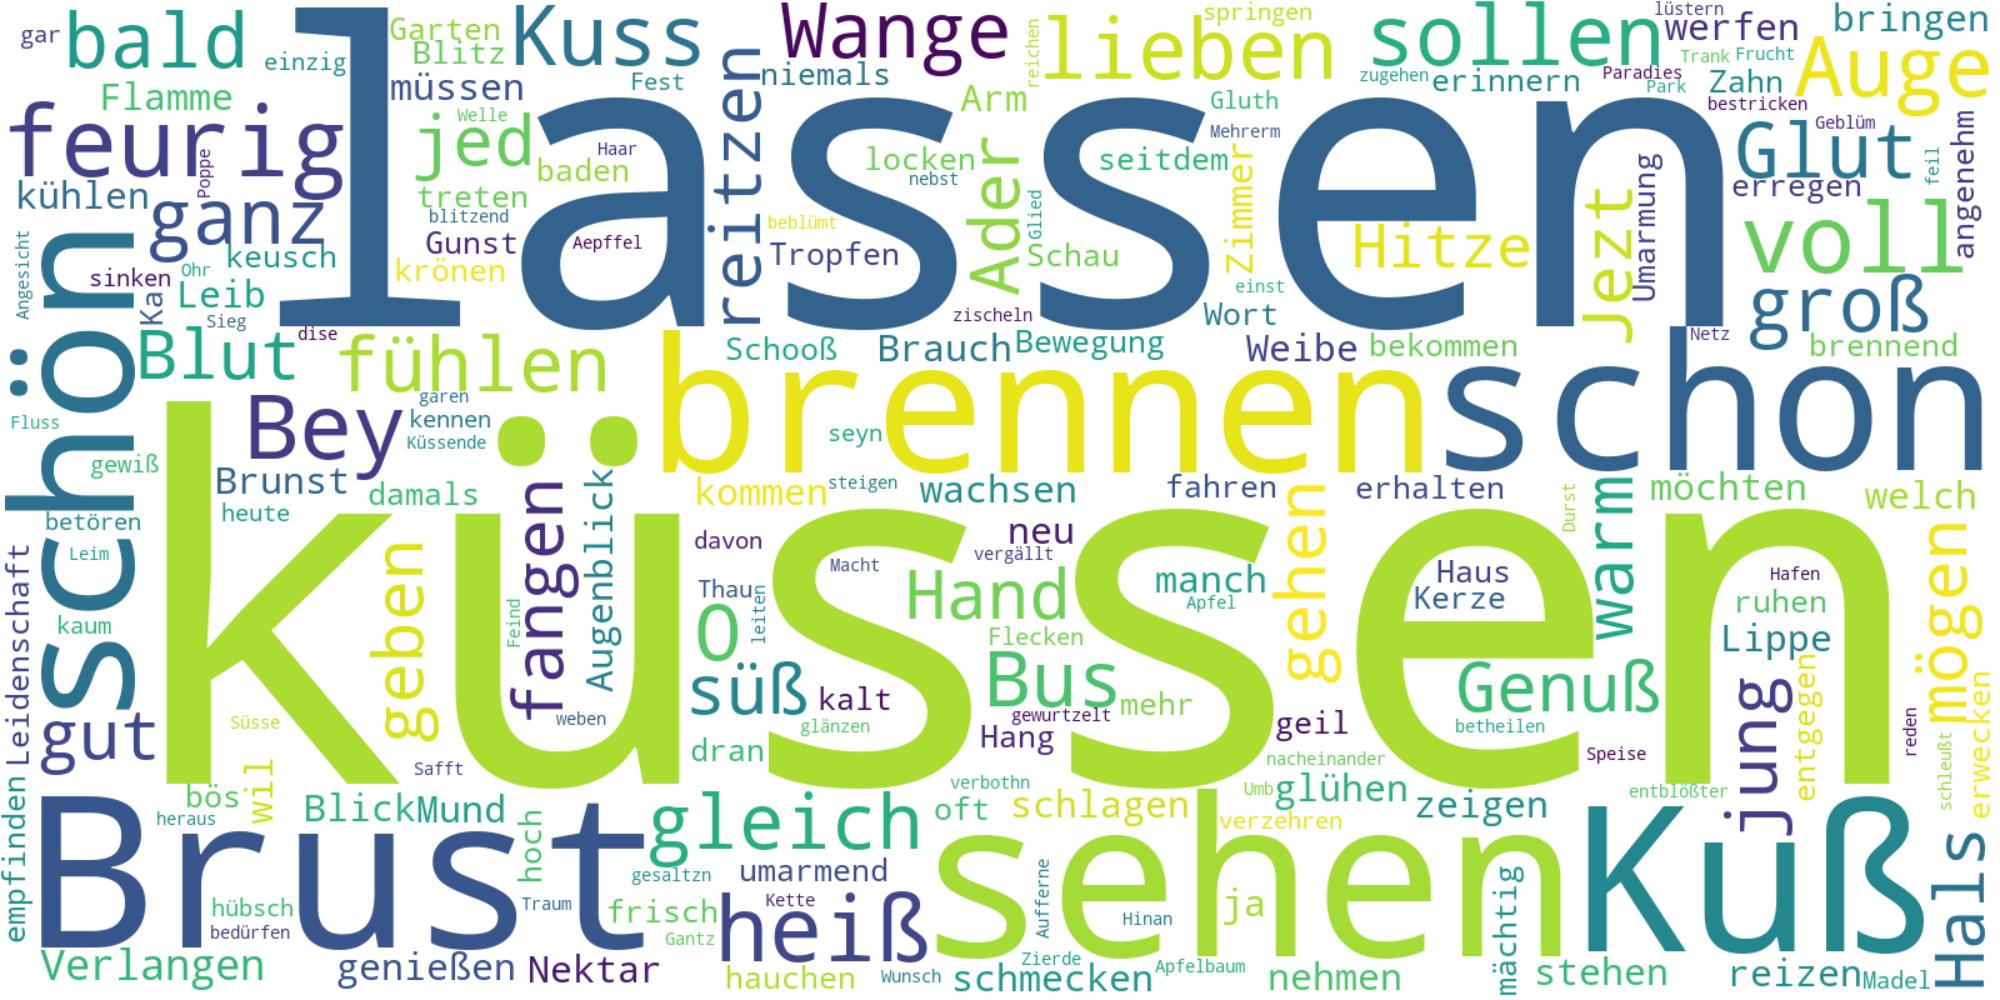 gar
bald
einzig
Garten
Blitz
Kuss
Wange
springen
lieben
reichen
sollen
lüstern
werfen
bringen
Flamme
müssen
Fest
niemals
zugehen
erinnern
Trank
Frucht
Paradies
Park
Zahn
Auge
bestricken
lassen
feurig
jed
Welle
Haar
baden
reitzen
Arm
Gluth
Mehrerm
Ader
locken
nebst
seitdem
Zimmer
Glut
Geblüm
feil
angenehm
Poppe
kühlen
ganz
treten
blitzend
Gunst
krönen
Aepffel
beblümt
Tropfen
Glied
Schau
einst
Hitze
Jezt
Umarmung
erregen
voll
Angesicht
schön
sinken
keusch
Ohr
Leib
Ka
Sieg
dise
zischeln
Wort
groß
Netz
Blut
fühlen
Schooß
Brauch
Bewegung
Weibe
bekommen
brennend
brennen
schon
Fluss
Bey
garen
kennen
Küssende
seyn
gewiß
Brunst
damals
heute
betören
Leim
kommen
steigen
wachsen
fahren
erhalten
Durst
warm
möchten
welch
küssen
geben
fangen
Augenblick
Feind
davon
neu
vergällt
Macht
Thau
leiten
O
Hand
manch
Apfel
gehen
Haus
Kerze
Hafen
ruhen
Lippe
mögen
Leidenschaft
kaum
Flecken
Bus
süß
kalt
mehr
gewurtzelt
glänzen
weben
Genuß
betheilen
jung
entgegen
erwecken
reden
schleußt
gut
Süsse
Safft
dran
Hang
geil
nacheinander
Speise
empfinden
bös
wil
heraus
Blick
Mund
hoch
gleich
verbothn
oft
schlagen
Umb
glühen
verzehren
zeigen
entblößter
Brust
sehen
Kuß
Hals
hübsch
bedürfen
Traum
gesaltzn
umarmend
Kette
frisch
Gantz
heiß
Aufferne
Hinan
ja
mächtig
Verlangen
genießen
Nektar
hauchen
Wunsch
Zierde
schmecken
Apfelbaum
nehmen
stehen
reizen
Madel